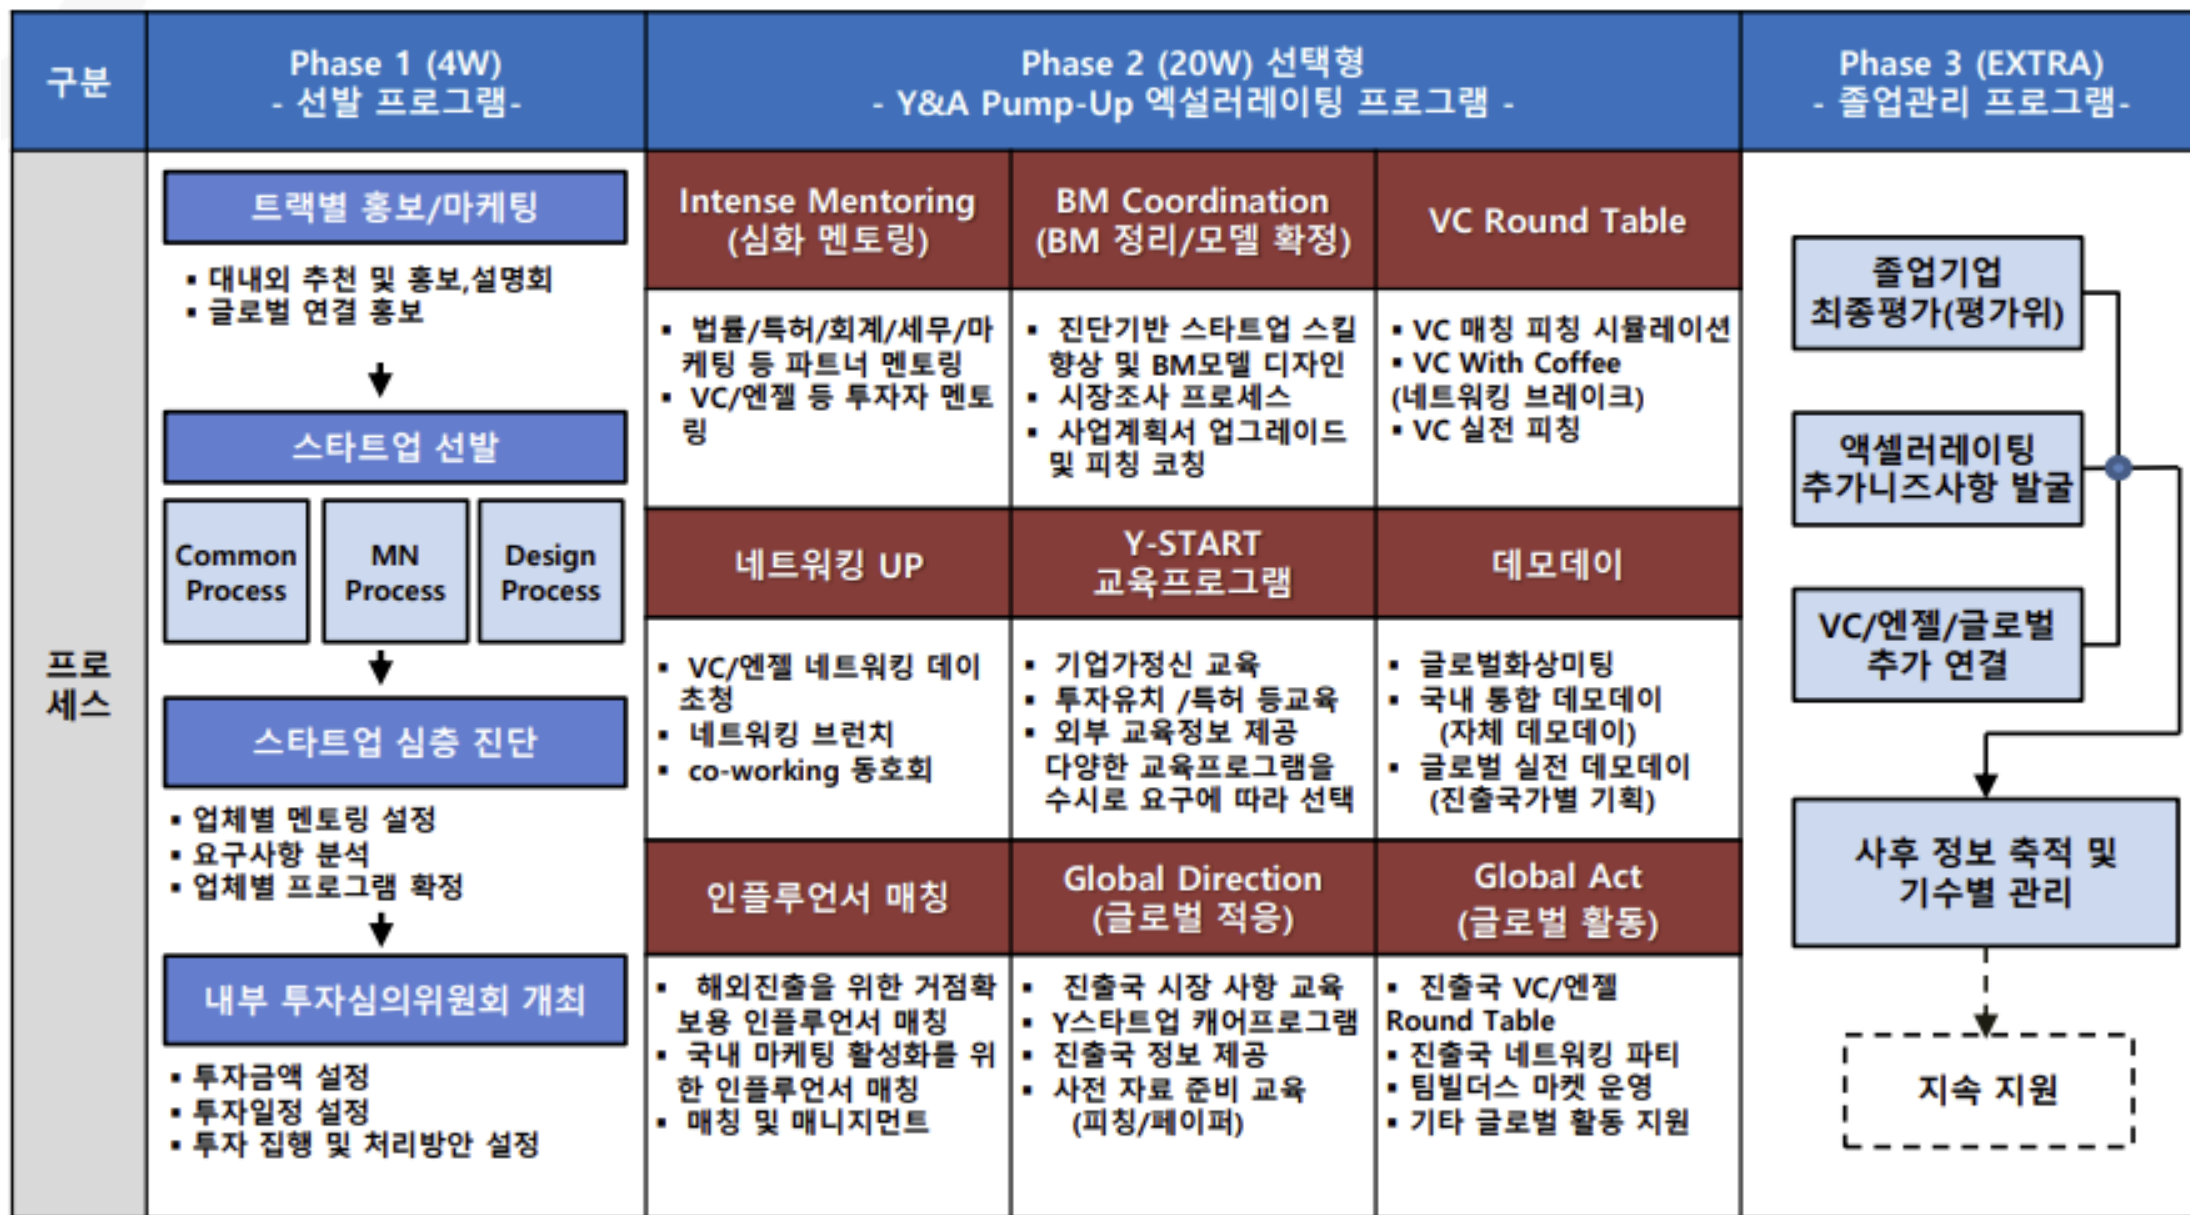 구분
Phase 1 (4W)
- 선발 프로그램-
Phase 2 (20W) 선택형
- Y&A Pump-Up 엑설러레이팅 프로그램 -
Phase 3 (EXTRA)
- 졸업관리 프로그램-
프로
세스
트랙별 홍보/마케팅
▪ 대내외 추천 및 홍보,설명회
▪ 글로벌 연결 홍보
스타트업 선발
Common
Process
MN
Process
Design
Process
스타트업 심층 진단
▪ 업체별 멘토링 설정
▪ 요구사항 분석
▪ 업체별 프로그램 확정
내부 투자심의위원회 개최
▪ 투자금액 설정
▪ 투자일정 설정
▪ 투자 집행 및 처리방안 설정
Intense Mentoring
(심화 멘토링)
▪ 법률/특허/회계/세무/마
케팅 등 파트너 멘토링
▪ VC/엔젤 등 투자자 멘토
링
BM Coordination
(BM 정리/모델 확정)
▪ 진단기반 스타트업 스킬
향상 및 BM모델 디자인
▪ 시장조사 프로세스
▪ 사업계획서 업그레이드
및 피칭 코칭
VC Round Table
▪ VC 매칭 피칭 시뮬레이션
▪ VC With Coffee
(네트워킹 브레이크)
▪ VC 실전 피칭
네트워킹 UP
▪ VC/엔젤 네트워킹 데이
초청
▪ 네트워킹 브런치
▪ co-working 동호회
Y-START
교육프로그램
▪ 기업가정신 교육
▪ 투자유치 /특허 등교육
▪ 외부 교육정보 제공
다양한 교육프로그램을
수시로 요구에 따라 선택
데모데이
▪ 글로벌화상미팅
▪ 국내 통합 데모데이
(자체 데모데이)
▪ 글로벌 실전 데모데이
(진출국가별 기획)
인플루언서 매칭
▪ 해외진출을 위한 거점확
보용 인플루언서 매칭
▪ 국내 마케팅 활성화를 위
한 인플루언서 매칭
▪ 매칭 및 매니지먼트
Global Direction
(글로벌 적응)
▪ 진출국 시장 사항 교육
▪ Y스타트업 캐어프로그램
▪ 진출국 정보 제공
▪ 사전 자료 준비 교육
(피칭/페이퍼)
Global Act
(글로벌 활동)
▪ 진출국 VC/엔젤
Round Table
▪ 진출국 네트워킹 파티
▪ 팀빌더스 마켓 운영
▪ 기타 글로벌 활동 지원
졸업기업
최종평가(평가위)
액셀러레이팅
추가니즈사항 발굴
VC/엔젤/글로벌
추가 연결
사후 정보 축적 및
기수별 관리
지속 지원